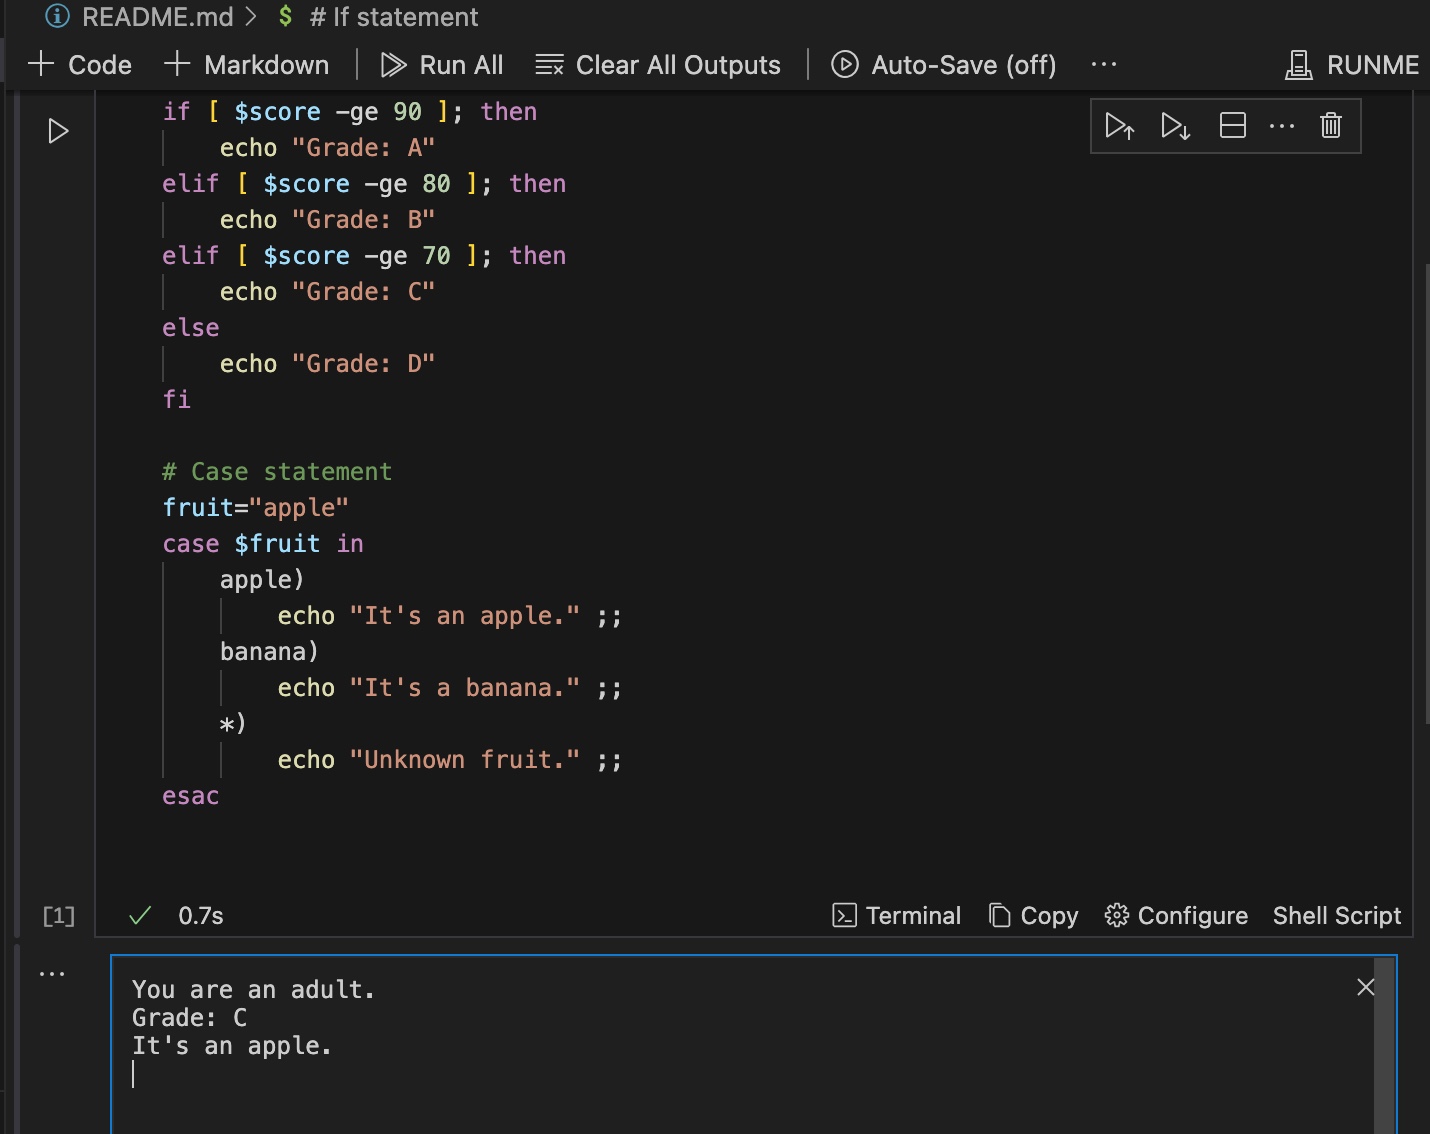 README.md > $ # If statement
+ Code + Markdown | Run All Clear All Outputs | Auto-Save (off) ··· RUNME
if [ $score -ge 90 ]; then
    echo "Grade: A"
elif [ $score -ge 80 ]; then
    echo "Grade: B"
elif [ $score -ge 70 ]; then
    echo "Grade: C"
else
    echo "Grade: D"
fi
# Case statement
fruit="apple"
case $fruit in
    apple)
        echo "It's an apple." ;;
    banana)
        echo "It's a banana." ;;
    *)
        echo "Unknown fruit." ;;
esac
[1] ✓ 0.7s Terminal Copy Configure Shell Script
You are an adult.
Grade: C
It's an apple.